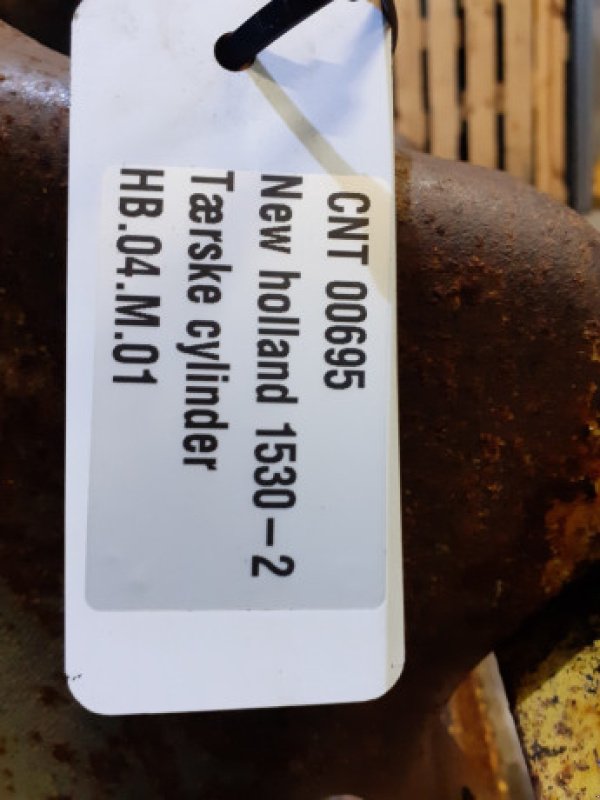 CNT 00695
New holland 1530-2
Tærske cylinder
HB.04.M.01